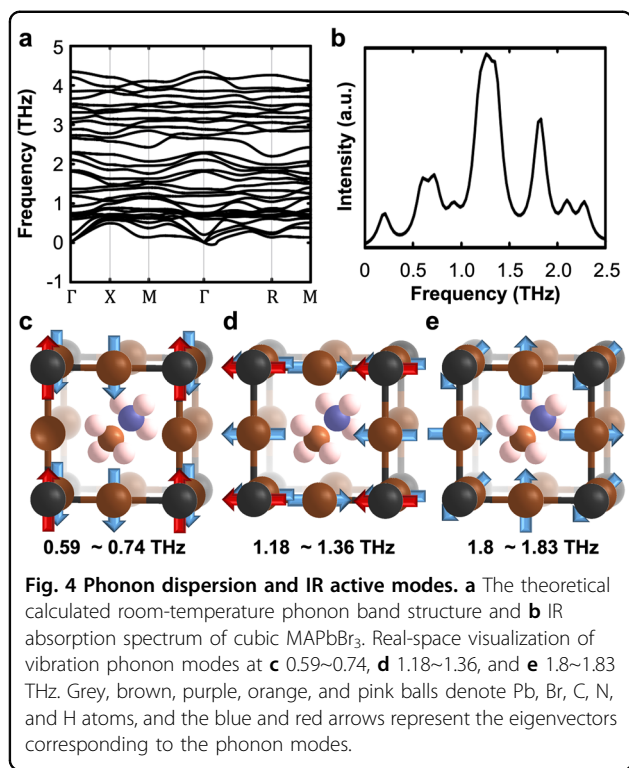 a
b
5
4
3
2
1
0
-1
Frequency (THz)
Γ X M Γ R M
Intensity (a.u.)
0 0.5 1.0 1.5 2.0 2.5
Frequency (THz)
c d e
0.59 ~ 0.74 THz 1.18 ~ 1.36 THz 1.8 ~ 1.83 THz
Fig. 4 Phonon dispersion and IR active modes. a The theoretical
calculated room-temperature phonon band structure and b IR
absorption spectrum of cubic MAPbBr₃. Real-space visualization of
vibration phonon modes at c 0.59~0.74, d 1.18~1.36, and e 1.8~1.83
THz. Grey, brown, purple, orange, and pink balls denote Pb, Br, C, N,
and H atoms, and the blue and red arrows represent the eigenvectors
corresponding to the phonon modes.